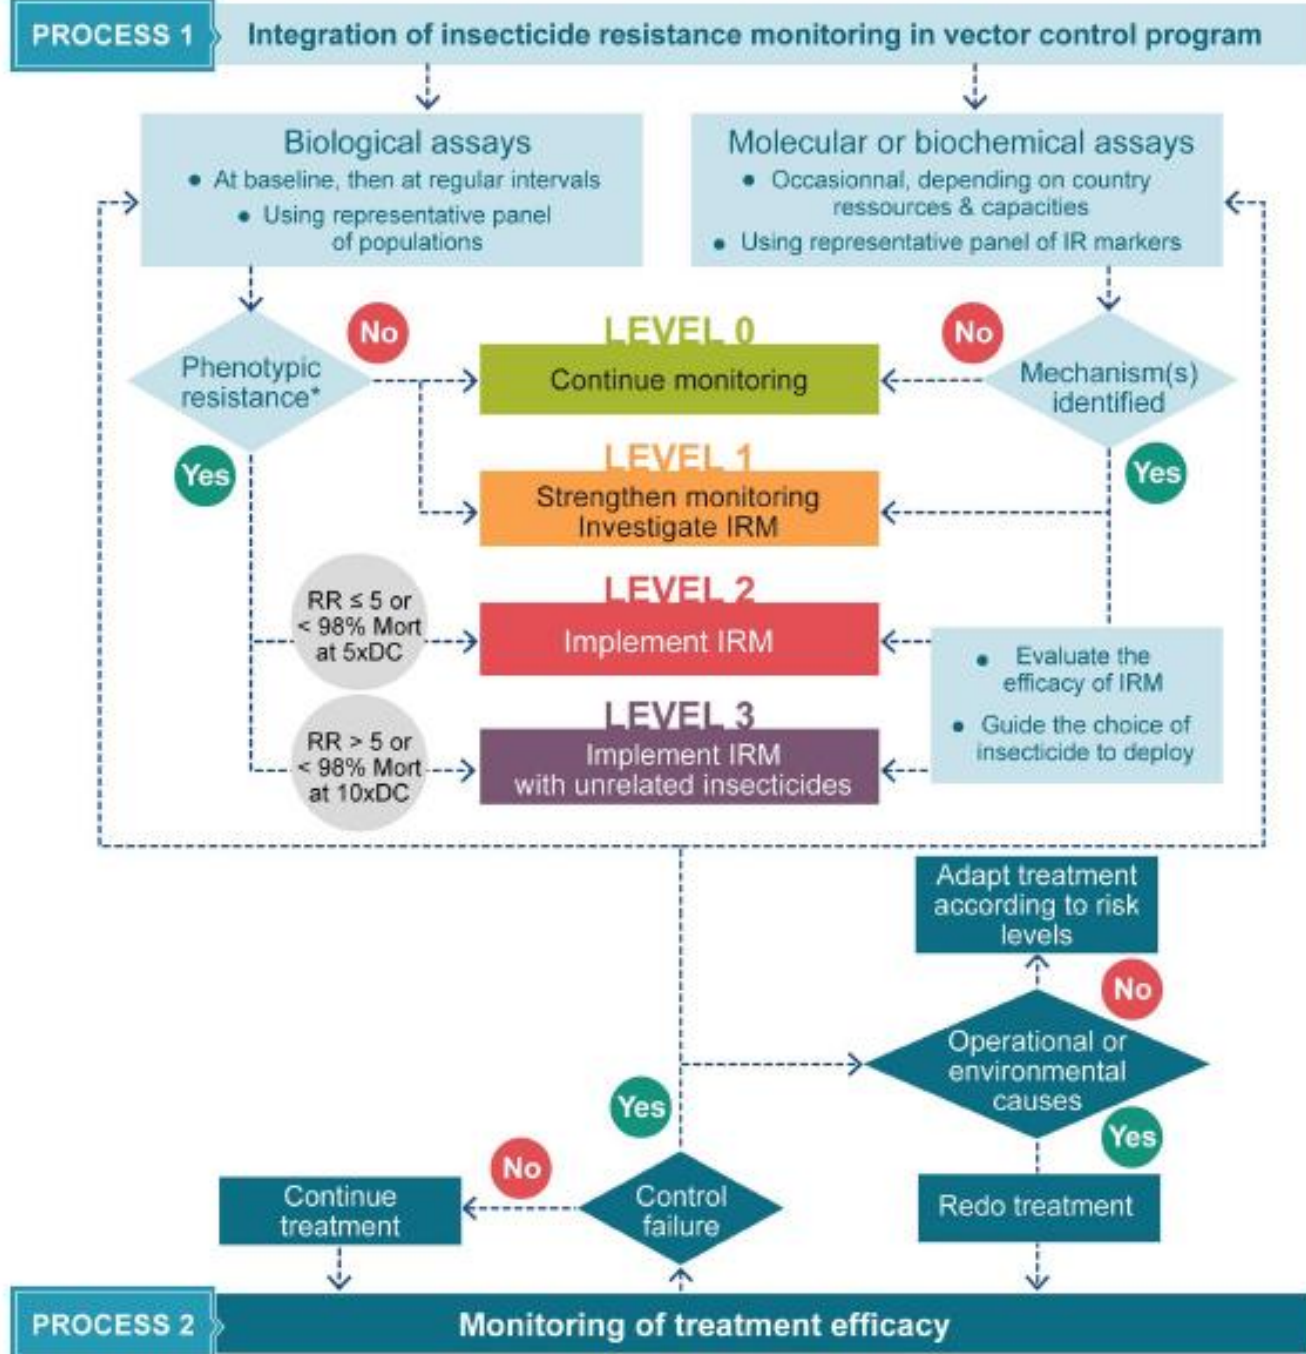 PROCESS 1
Integration of insecticide resistance monitoring in vector control program
Biological assays
• At baseline, then at regular intervals
• Using representative panel
of populations
Molecular or biochemical assays
• Occasionnal, depending on country
ressources & capacities
• Using representative panel of IR markers
Phenotypic
resistance*
No
Yes
LEVEL 0
Continue monitoring
No
Mechanism(s)
identified
Yes
LEVEL 1
Strengthen monitoring
Investigate IRM
RR ≤ 5 or
< 98% Mort
at 5xDC
LEVEL 2
Implement IRM
• Evaluate the
efficacy of IRM
• Guide the choice of
insecticide to deploy
RR > 5 or
< 98% Mort
at 10xDC
LEVEL 3
Implement IRM
with unrelated insecticides
Adapt treatment
according to risk
levels
No
Operational or
environmental
causes
Yes
Redo treatment
Yes
No
Control
failure
Continue
treatment
PROCESS 2
Monitoring of treatment efficacy